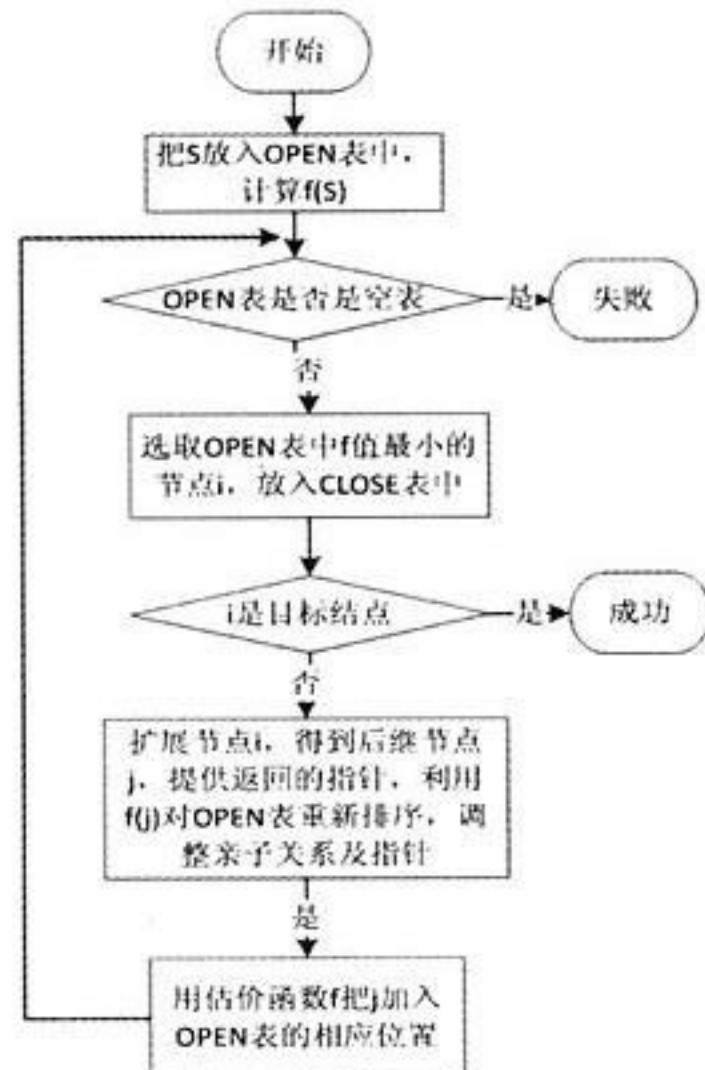 开始
把S放入OPEN表中，
计算f(S)
OPEN表是否是空表
是
失败
否
选取OPEN表中f值最小的
节点i，放入CLOSE表中
i是目标结点
是
成功
否
扩展节点i，得到后继节点
j，提供返回的指针，利用
f(j)对OPEN表重新排序，调
整亲子关系及指针
是
用估价函数f把j加入
OPEN表的相应位置